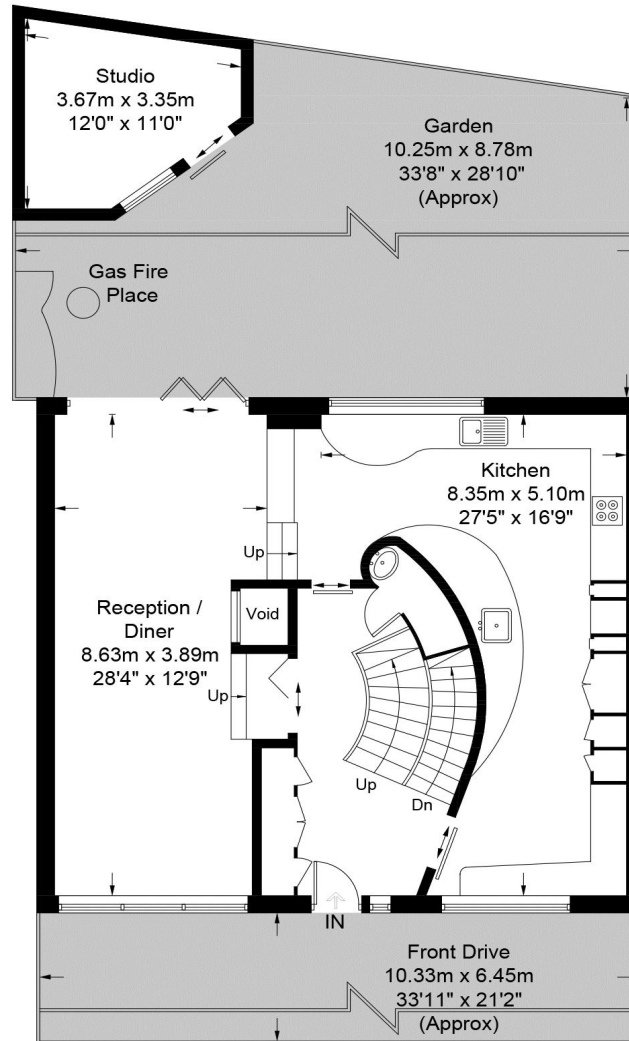 Studio
3.67m x 3.35m
12'0" x 11'0"
Garden
10.25m x 8.78m
33'8" x 28'10"
(Approx)
Gas Fire
Place
Kitchen
8.35m x 5.10m
27'5" x 16'9"
Up
Void
Reception /
Diner
8.63m x 3.89m
28'4" x 12'9"
Up
Up
Dn
IN
Front Drive
10.33m x 6.45m
33'11" x 21'2"
(Approx)